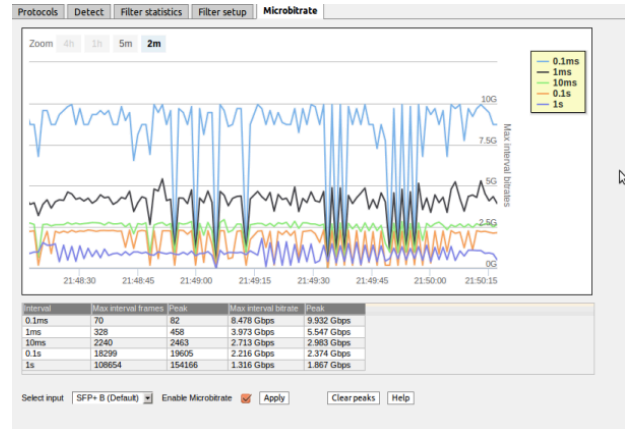 Protocols Detect Filter statistics Filter setup Microbitrate
Zoom 4h 1h 5m 2m
0.1ms
1ms
10ms
0.1s
1s
10G
7.5G
5G
2.5G
0G
Max interval bitrates
21:48:30 21:48:45 21:49:00 21:49:15 21:49:30 21:49:45 21:50:00 21:50:15
Interval Max interval frames Peak Max interval bitrate Peak
0.1ms 70 82 8.478 Gbps 9.932 Gbps
1ms 328 458 3.973 Gbps 5.547 Gbps
10ms 2240 2463 2.713 Gbps 2.983 Gbps
0.1s 18299 19605 2.216 Gbps 2.374 Gbps
1s 108654 154166 1.316 Gbps 1.867 Gbps
Select input SFP+ B (Default) Enable Microbitrate Apply Clear peaks Help